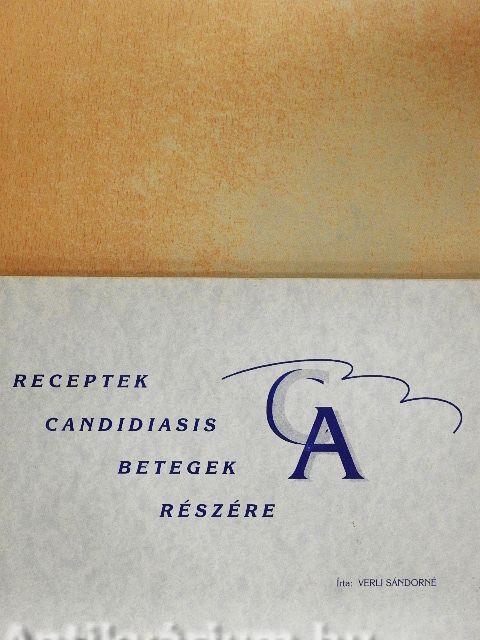 RECEPTEK
CANDIDIASIS
BETEGEK
RÉSZÉRE
CA
Írta: VERLI SÁNDORNÉ